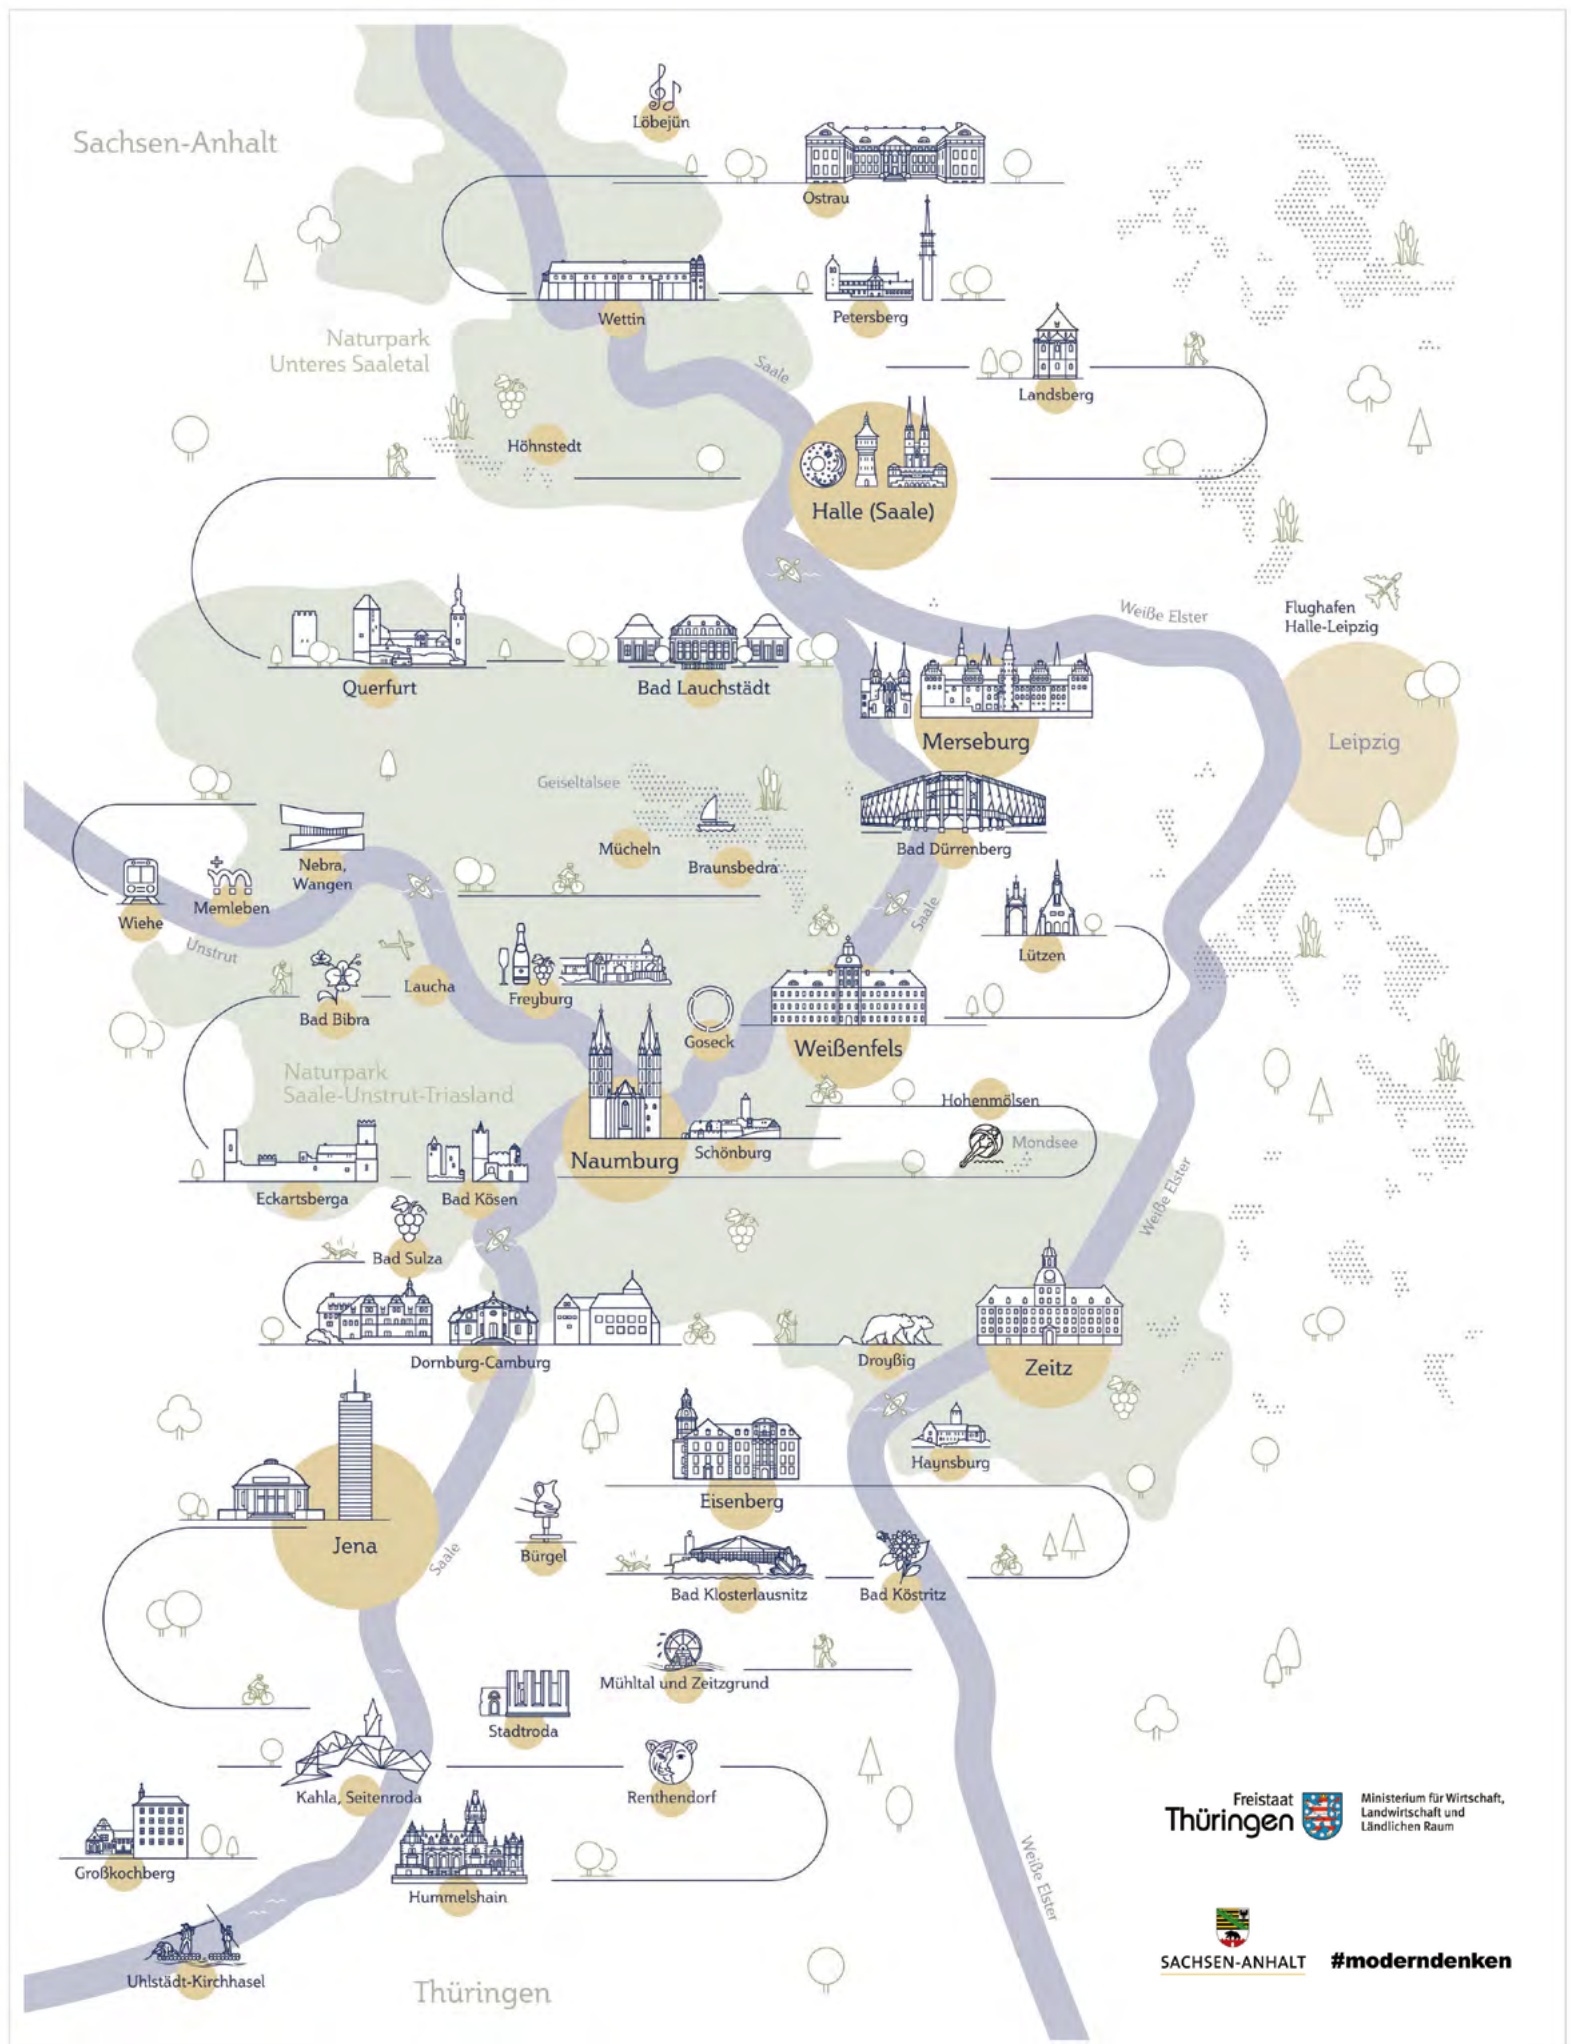 Löbejün
Sachsen-Anhalt
Ostrau
Wettin
Petersberg
Naturpark
Unteres Saaletal
Saale
Landsberg
Höhnstedt
Halle (Saale)
Weiße Elster
Flughafen
Halle-Leipzig
Querfurt
Bad Lauchstädt
Merseburg
Leipzig
Geiseltalsee
Mücheln
Braunsbedra
Bad Dürrenberg
Nebra,
Wangen
Memleben
Wiehe
Unstrut
Saale
Lützen
Laucha
Freyburg
Bad Bibra
Goseck
Weißenfels
Naturpark
Saale-Unstrut-Triasland
Hohenmölsen
Mondsee
Naumburg
Schönburg
Eckartsberga
Bad Kösen
Weiße Elster
Bad Sulza
Dornburg-Camburg
Droyßig
Zeitz
Haynsburg
Eisenberg
Jena
Saale
Bürgel
Bad Klosterlausnitz
Bad Köstritz
Mühltal und Zeitzgrund
Stadtroda
Kahla, Seitenroda
Renthendorf
Großkochberg
Hummelshain
Weiße Elster
Uhlstädt-Kirchhasel
Thüringen
Freistaat
Thüringen
Ministerium für Wirtschaft,
Landwirtschaft und
Ländlichen Raum
SACHSEN-ANHALT
#moderndenken